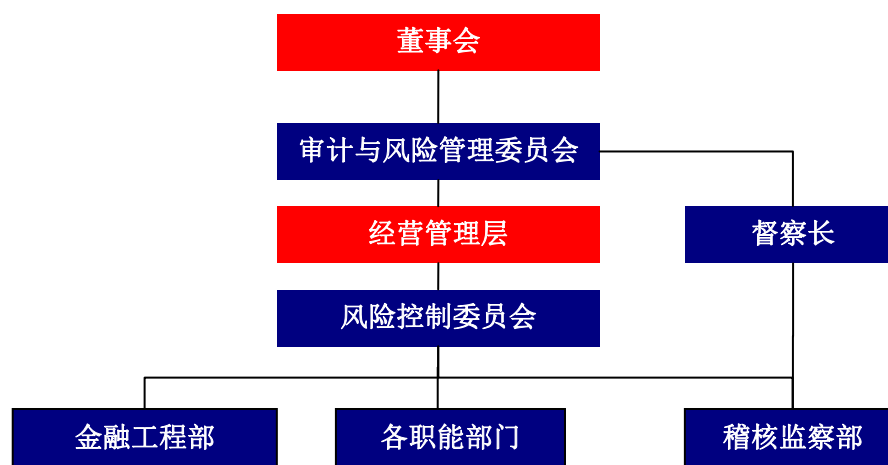 董事会
审计与风险管理委员会
经营管理层
督察长
风险控制委员会
金融工程部
各职能部门
稽核监察部